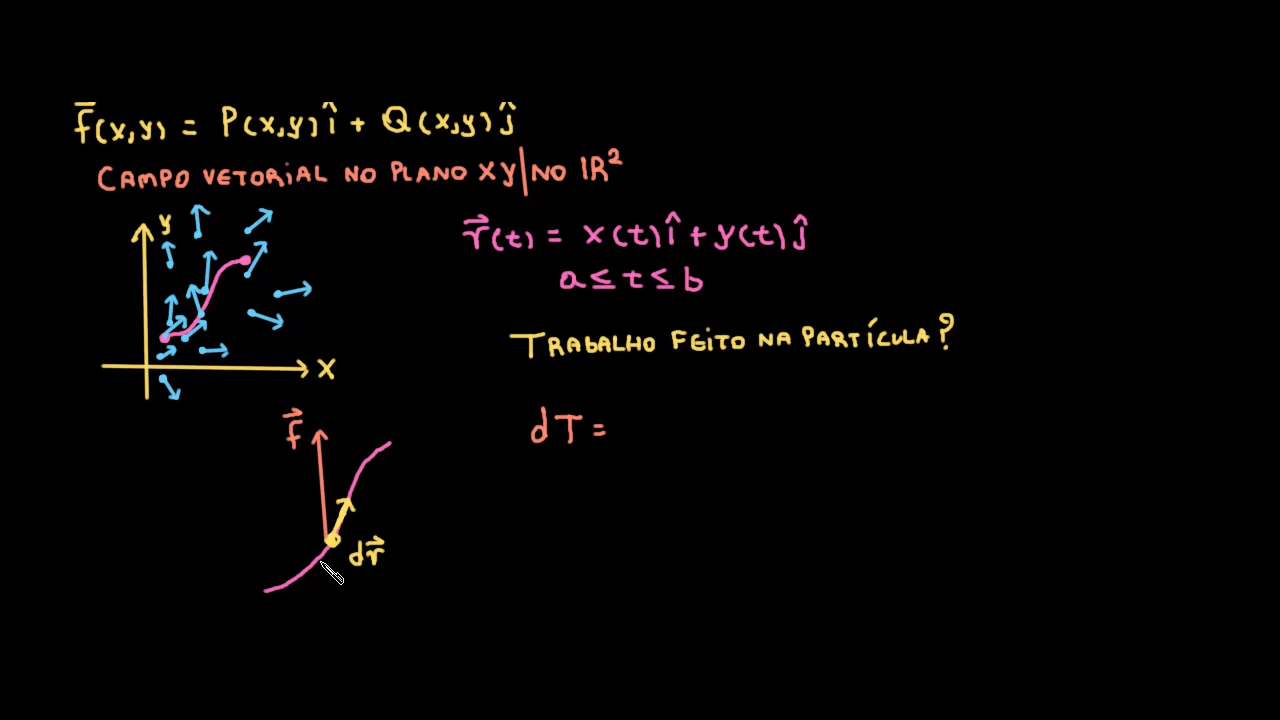 f⃗(x,y) = P(x,y)î + Q(x,y)ĵ
CAMPO VETORIAL NO PLANO XY|NO IR²
y
r⃗(t) = x(t)î + y(t)ĵ
a ≤ t ≤ b
TRABALHO FEITO NA PARTÍCULA?
X
f⃗
dT =
dr⃗